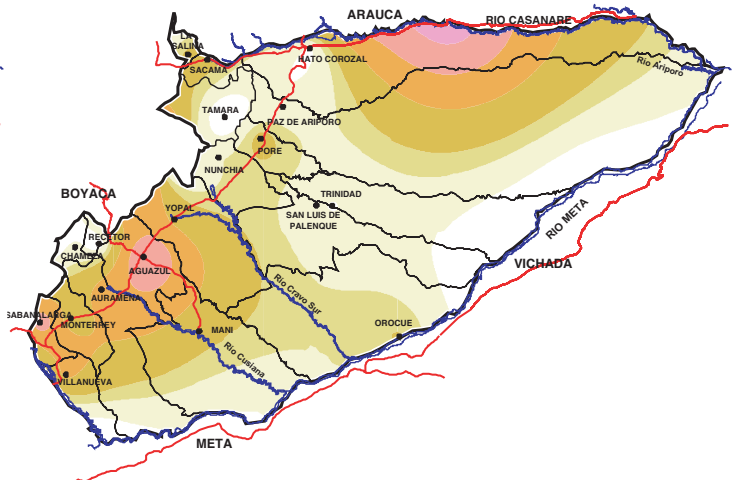 ARAUCA
RIO CASANARE
LA
SALINA
SACAMA
HATO COROZAL
Rio Ariporo
TAMARA
PAZ DE ARIPORO
PORE
NUNCHIA
BOYACA
TRINIDAD
YOPAL
SAN LUIS DE
PALENQUE
RIO META
RECETOR
CHAMEZA
VICHADA
AGUAZUL
Rio Cravo Sur
AURAMENA
SABANALARGA
MONTERREY
MANI
OROCUE
Rio Cusiana
VILLANUEVA
META